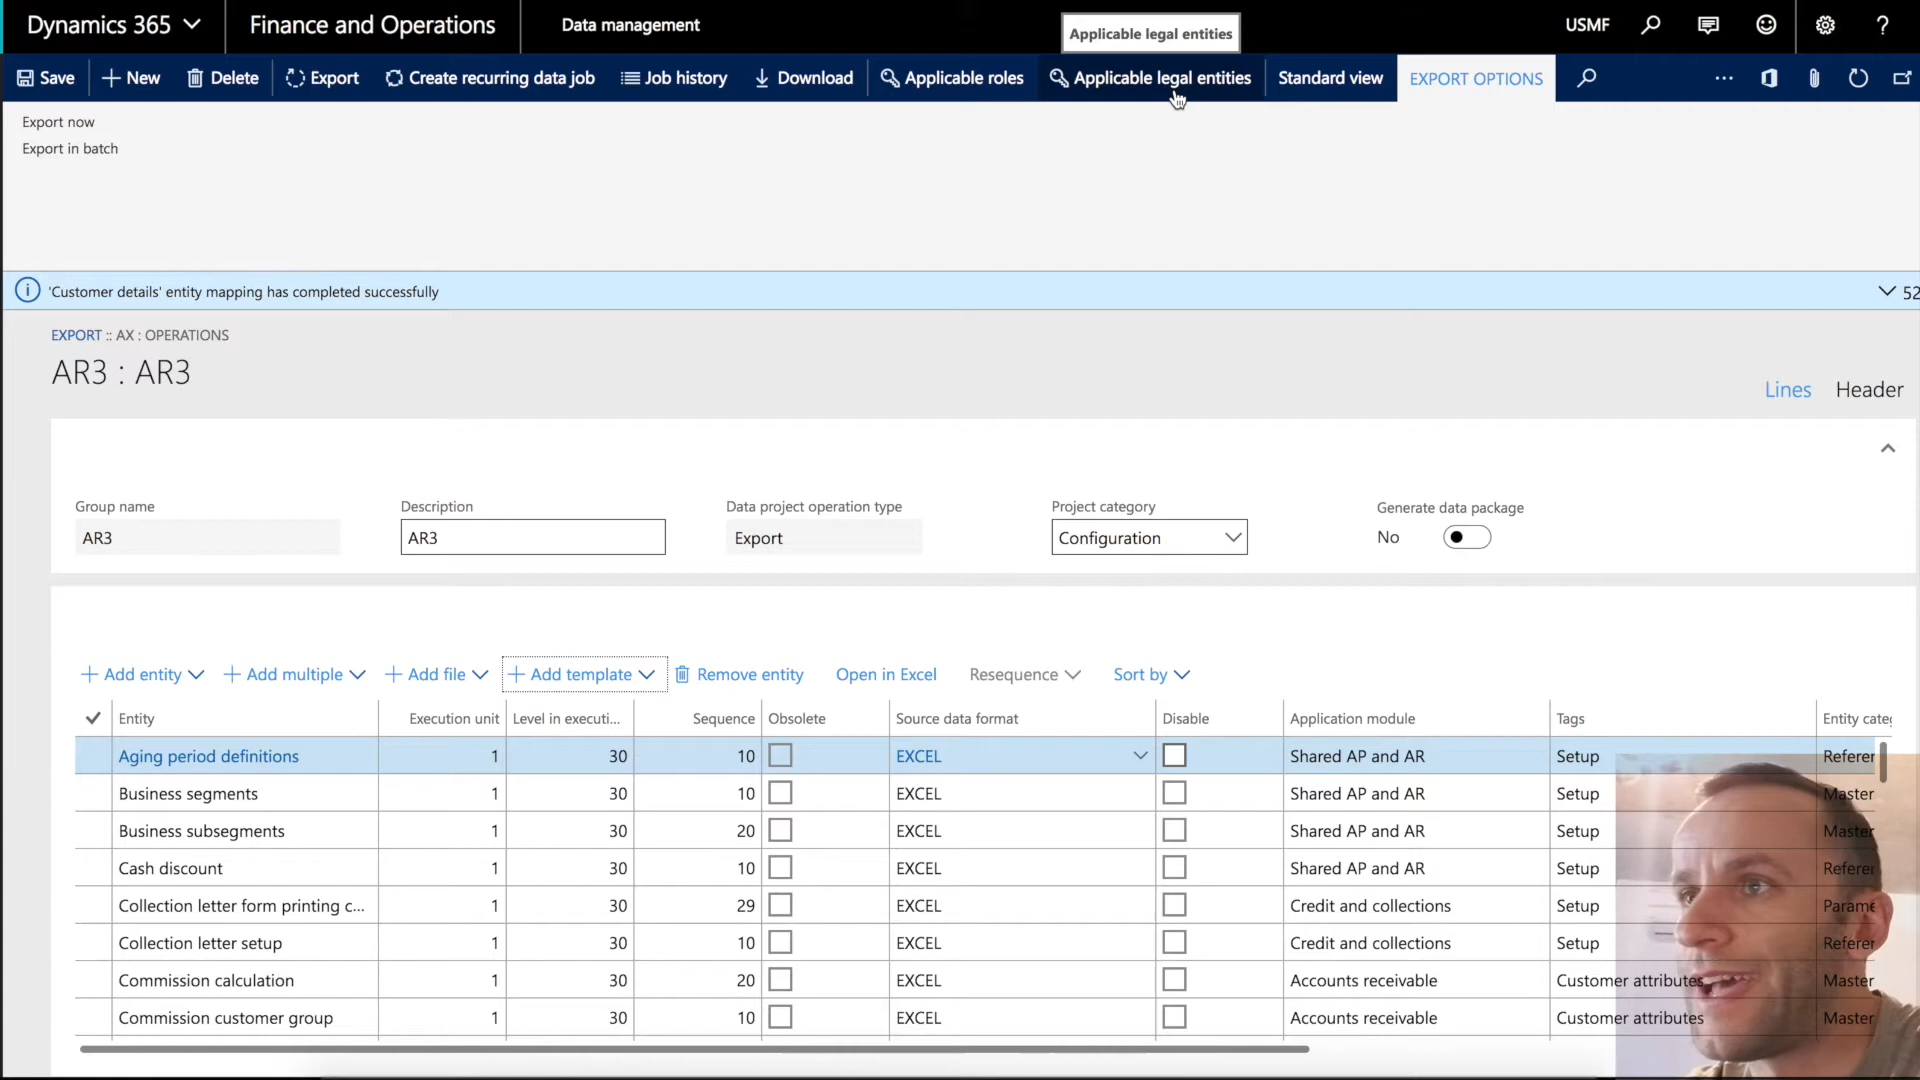 Dynamics 365 Finance and Operations Data management Applicable legal entities USMF
Save New Delete Export Create recurring data job Job history Download Applicable roles Applicable legal entities Standard view EXPORT OPTIONS
Export now
Export in batch
'Customer details' entity mapping has completed successfully 52
EXPORT :: AX : OPERATIONS
AR3 : AR3
Lines Header
Group name Description Data project operation type Project category Generate data package
AR3 AR3 Export Configuration No
Add entity Add multiple Add file Add template Remove entity Open in Excel Resequence Sort by
Entity Execution unit Level in executi... Sequence Obsolete Source data format Disable Application module Tags Entity cate
Aging period definitions 1 30 10 EXCEL Shared AP and AR Setup Referer
Business segments 1 30 10 EXCEL Shared AP and AR Setup Master
Business subsegments 1 30 20 EXCEL Shared AP and AR Setup Master
Cash discount 1 30 10 EXCEL Shared AP and AR Setup Referer
Collection letter form printing c... 1 30 29 EXCEL Credit and collections Setup Parame
Collection letter setup 1 30 10 EXCEL Credit and collections Setup Referer
Commission calculation 1 30 20 EXCEL Accounts receivable Customer attributes Master
Commission customer group 1 30 10 EXCEL Accounts receivable Customer attributes Master